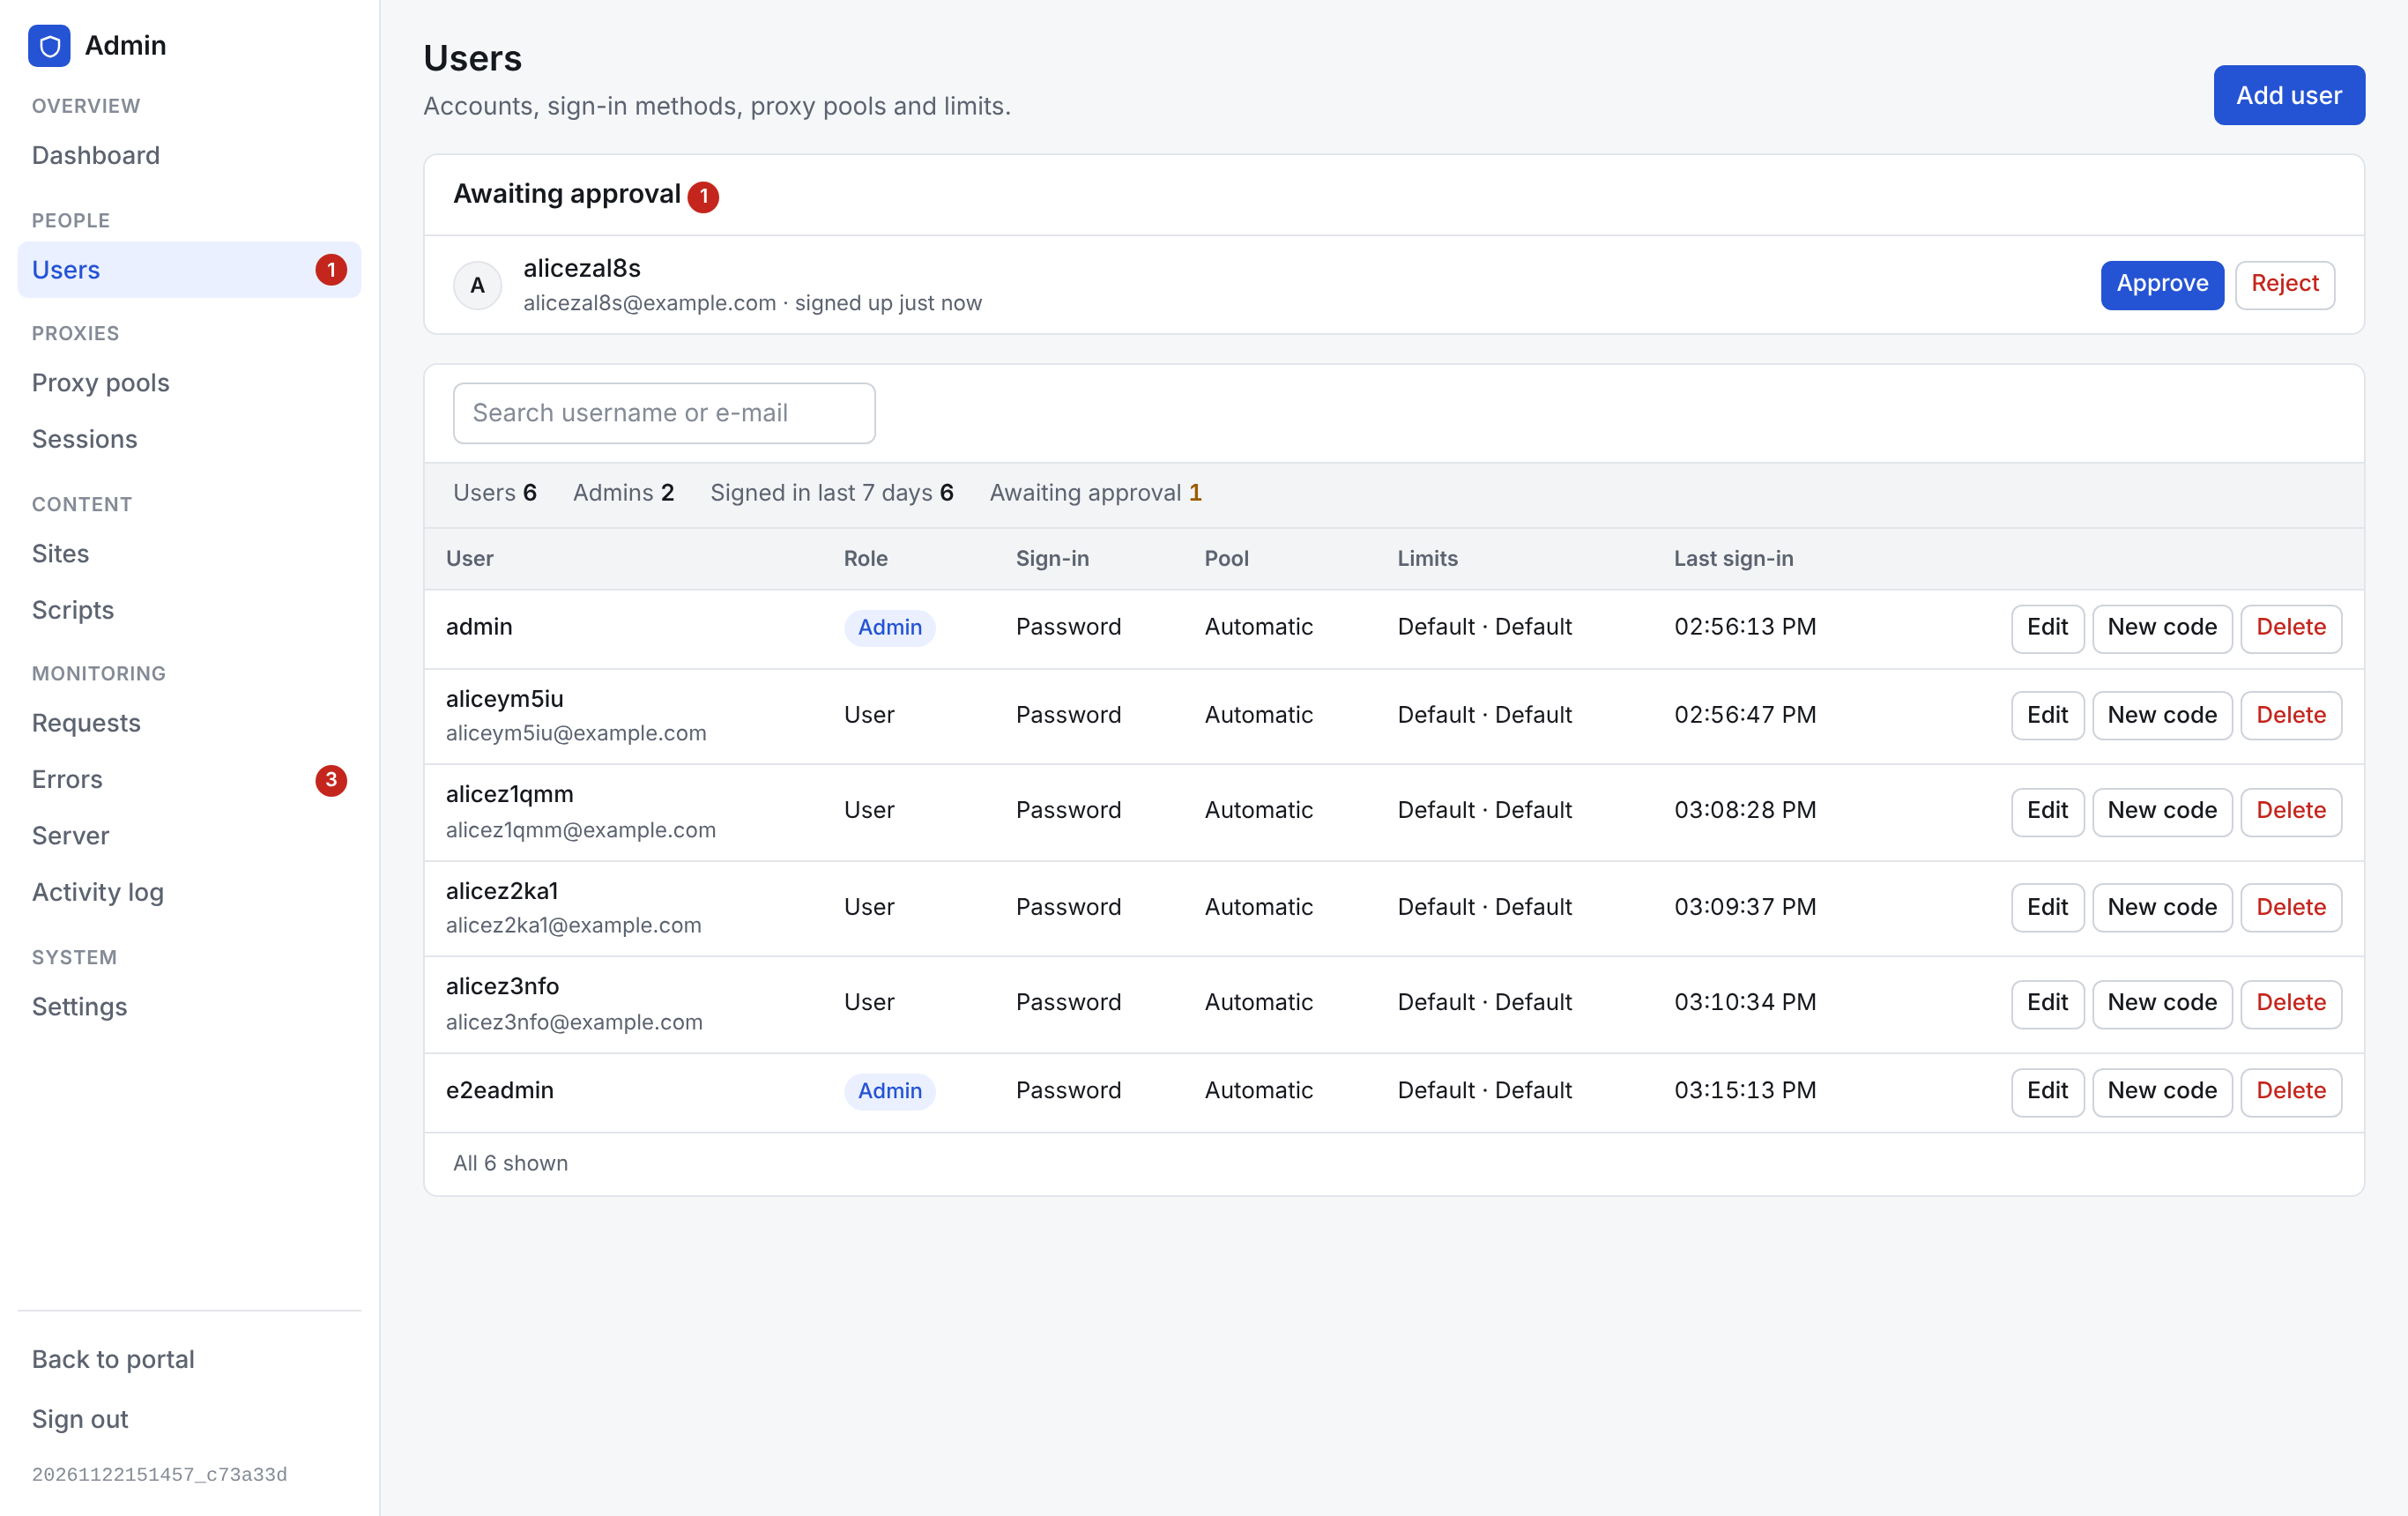 Admin
OVERVIEW
Dashboard
PEOPLE
Users 1
PROXIES
Proxy pools
Sessions
CONTENT
Sites
Scripts
MONITORING
Requests
Errors 3
Server
Activity log
SYSTEM
Settings
Back to portal
Sign out
20261122151457_c73a33d
Users
Accounts, sign-in methods, proxy pools and limits.
Add user
Awaiting approval 1
A
alicezal8s
alicezal8s@example.com · signed up just now
Approve Reject
Search username or e-mail
Users 6 Admins 2 Signed in last 7 days 6 Awaiting approval 1
User Role Sign-in Pool Limits Last sign-in
admin Admin Password Automatic Default · Default 02:56:13 PM Edit New code Delete
aliceym5iu
aliceym5iu@example.com
User Password Automatic Default · Default 02:56:47 PM Edit New code Delete
alicez1qmm
alicez1qmm@example.com
User Password Automatic Default · Default 03:08:28 PM Edit New code Delete
alicez2ka1
alicez2ka1@example.com
User Password Automatic Default · Default 03:09:37 PM Edit New code Delete
alicez3nfo
alicez3nfo@example.com
User Password Automatic Default · Default 03:10:34 PM Edit New code Delete
e2eadmin Admin Password Automatic Default · Default 03:15:13 PM Edit New code Delete
All 6 shown